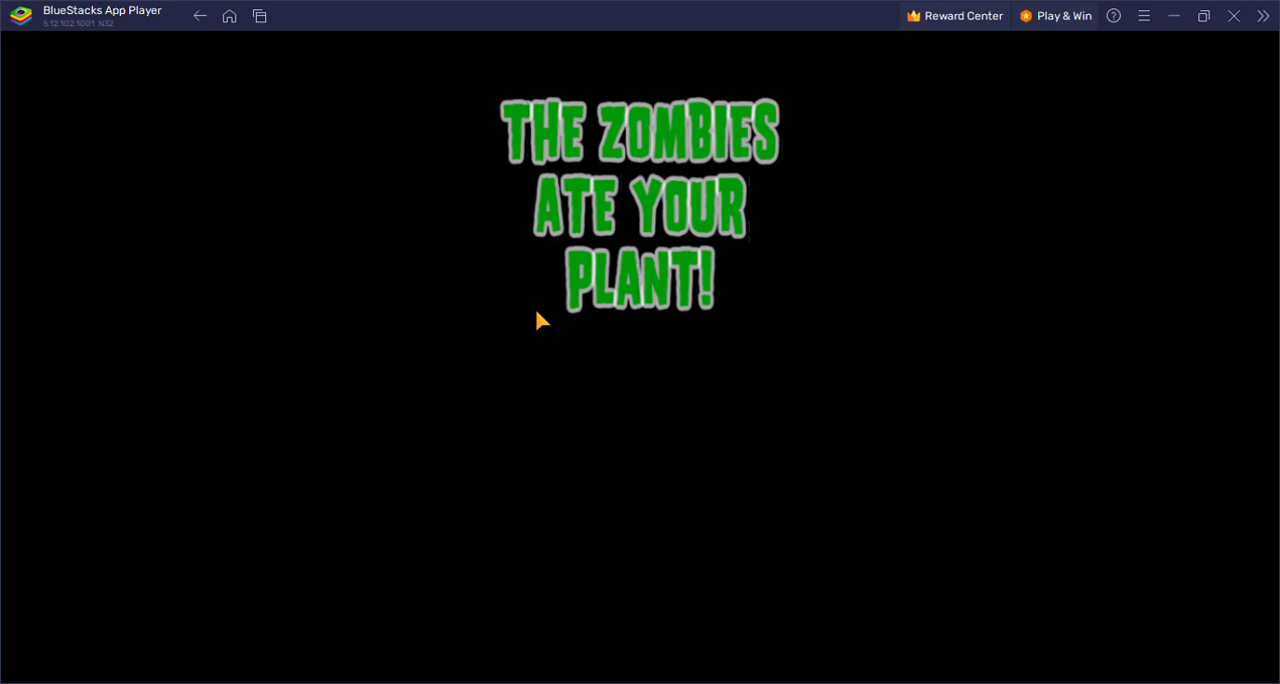 BlueStacks App Player
5.12.102.1001 N32
Reward Center
Play & Win
THE ZOMBIES
ATE YOUR
PLANT!